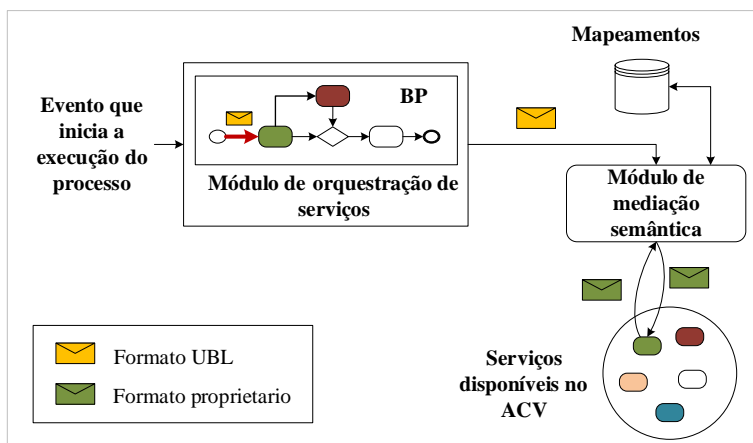 Mapeamentos
Evento que
inicia a
execução do
processo
BP
Módulo de orquestração de
serviços
Módulo de
mediação
semântica
Formato UBL
Formato proprietario
Serviços
disponíveis no
ACV